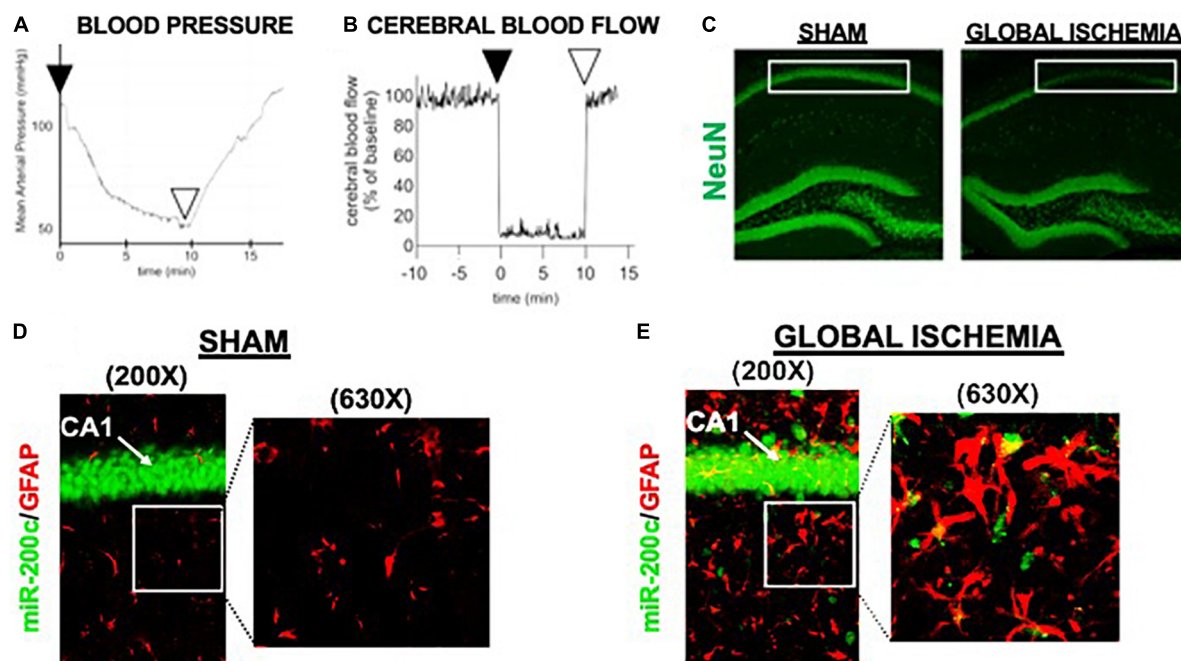 A
BLOOD PRESSURE
Mean Arterial Pressure (mmHg)
100
50
0
5
10
15
time (min)
B
CEREBRAL BLOOD FLOW
cerebral blood flow
(% of baseline)
100
80
60
40
20
0
-10
-5
0
5
10
15
time (min)
C
SHAM
GLOBAL ISCHEMIA
NeuN
D
SHAM
(200X)
(630X)
CA1
miR-200c/GFAP
E
GLOBAL ISCHEMIA
(200X)
(630X)
CA1
miR-200c/GFAP